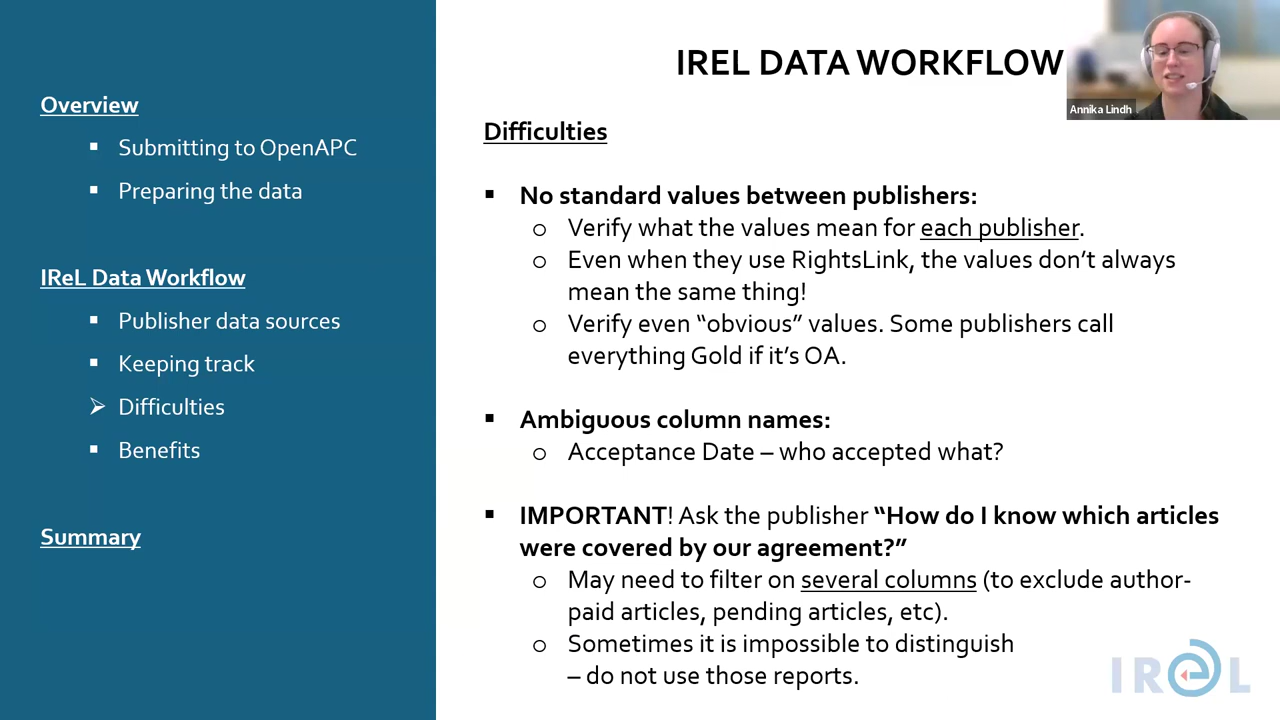 Overview
▪ Submitting to OpenAPC
▪ Preparing the data
IReL Data Workflow
▪ Publisher data sources
▪ Keeping track
➢ Difficulties
▪ Benefits
Summary
IREL DATA WORKFLOW
Annika Lindh
Difficulties
▪ No standard values between publishers:
o Verify what the values mean for each publisher.
o Even when they use RightsLink, the values don’t always
mean the same thing!
o Verify even “obvious” values. Some publishers call
everything Gold if it’s OA.
▪ Ambiguous column names:
o Acceptance Date – who accepted what?
▪ IMPORTANT! Ask the publisher “How do I know which articles
were covered by our agreement?”
o May need to filter on several columns (to exclude author-
paid articles, pending articles, etc).
o Sometimes it is impossible to distinguish
– do not use those reports.
IReL